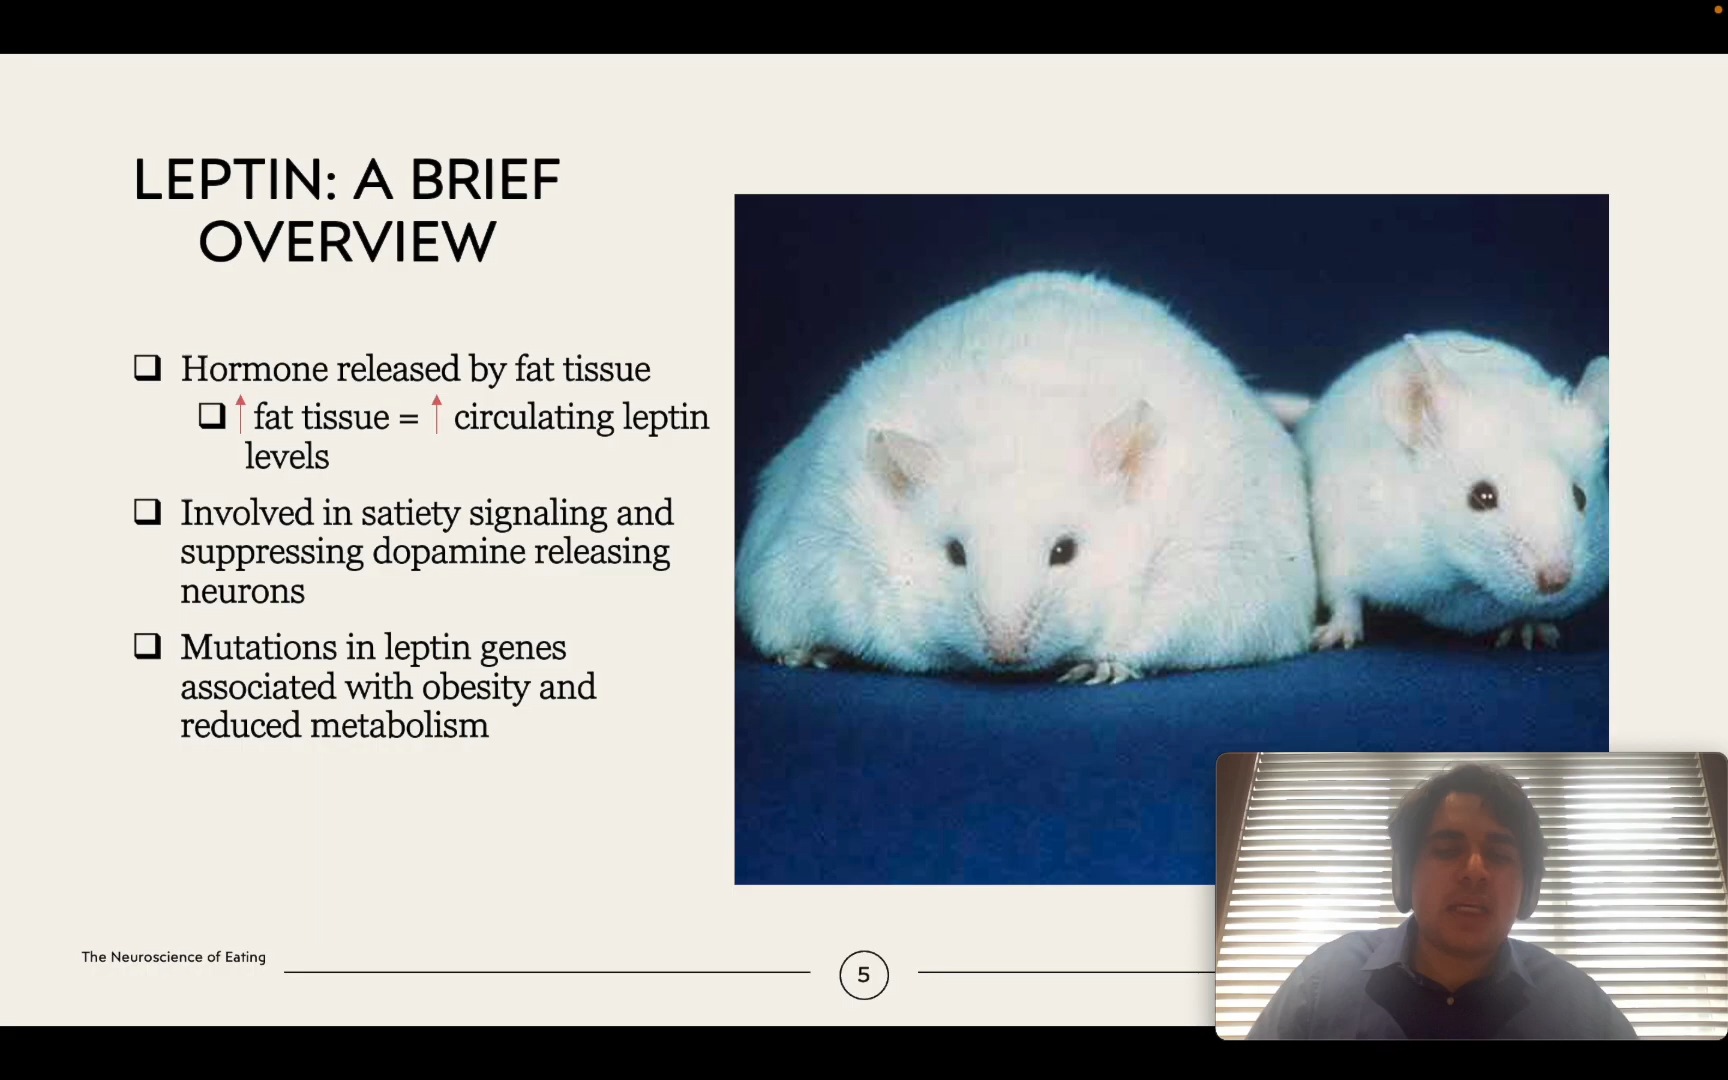 LEPTIN: A BRIEF
OVERVIEW
❑ Hormone released by fat tissue
❑ ↑ fat tissue = ↑ circulating leptin
levels
❑ Involved in satiety signaling and
suppressing dopamine releasing
neurons
❑ Mutations in leptin genes
associated with obesity and
reduced metabolism
The Neuroscience of Eating
5